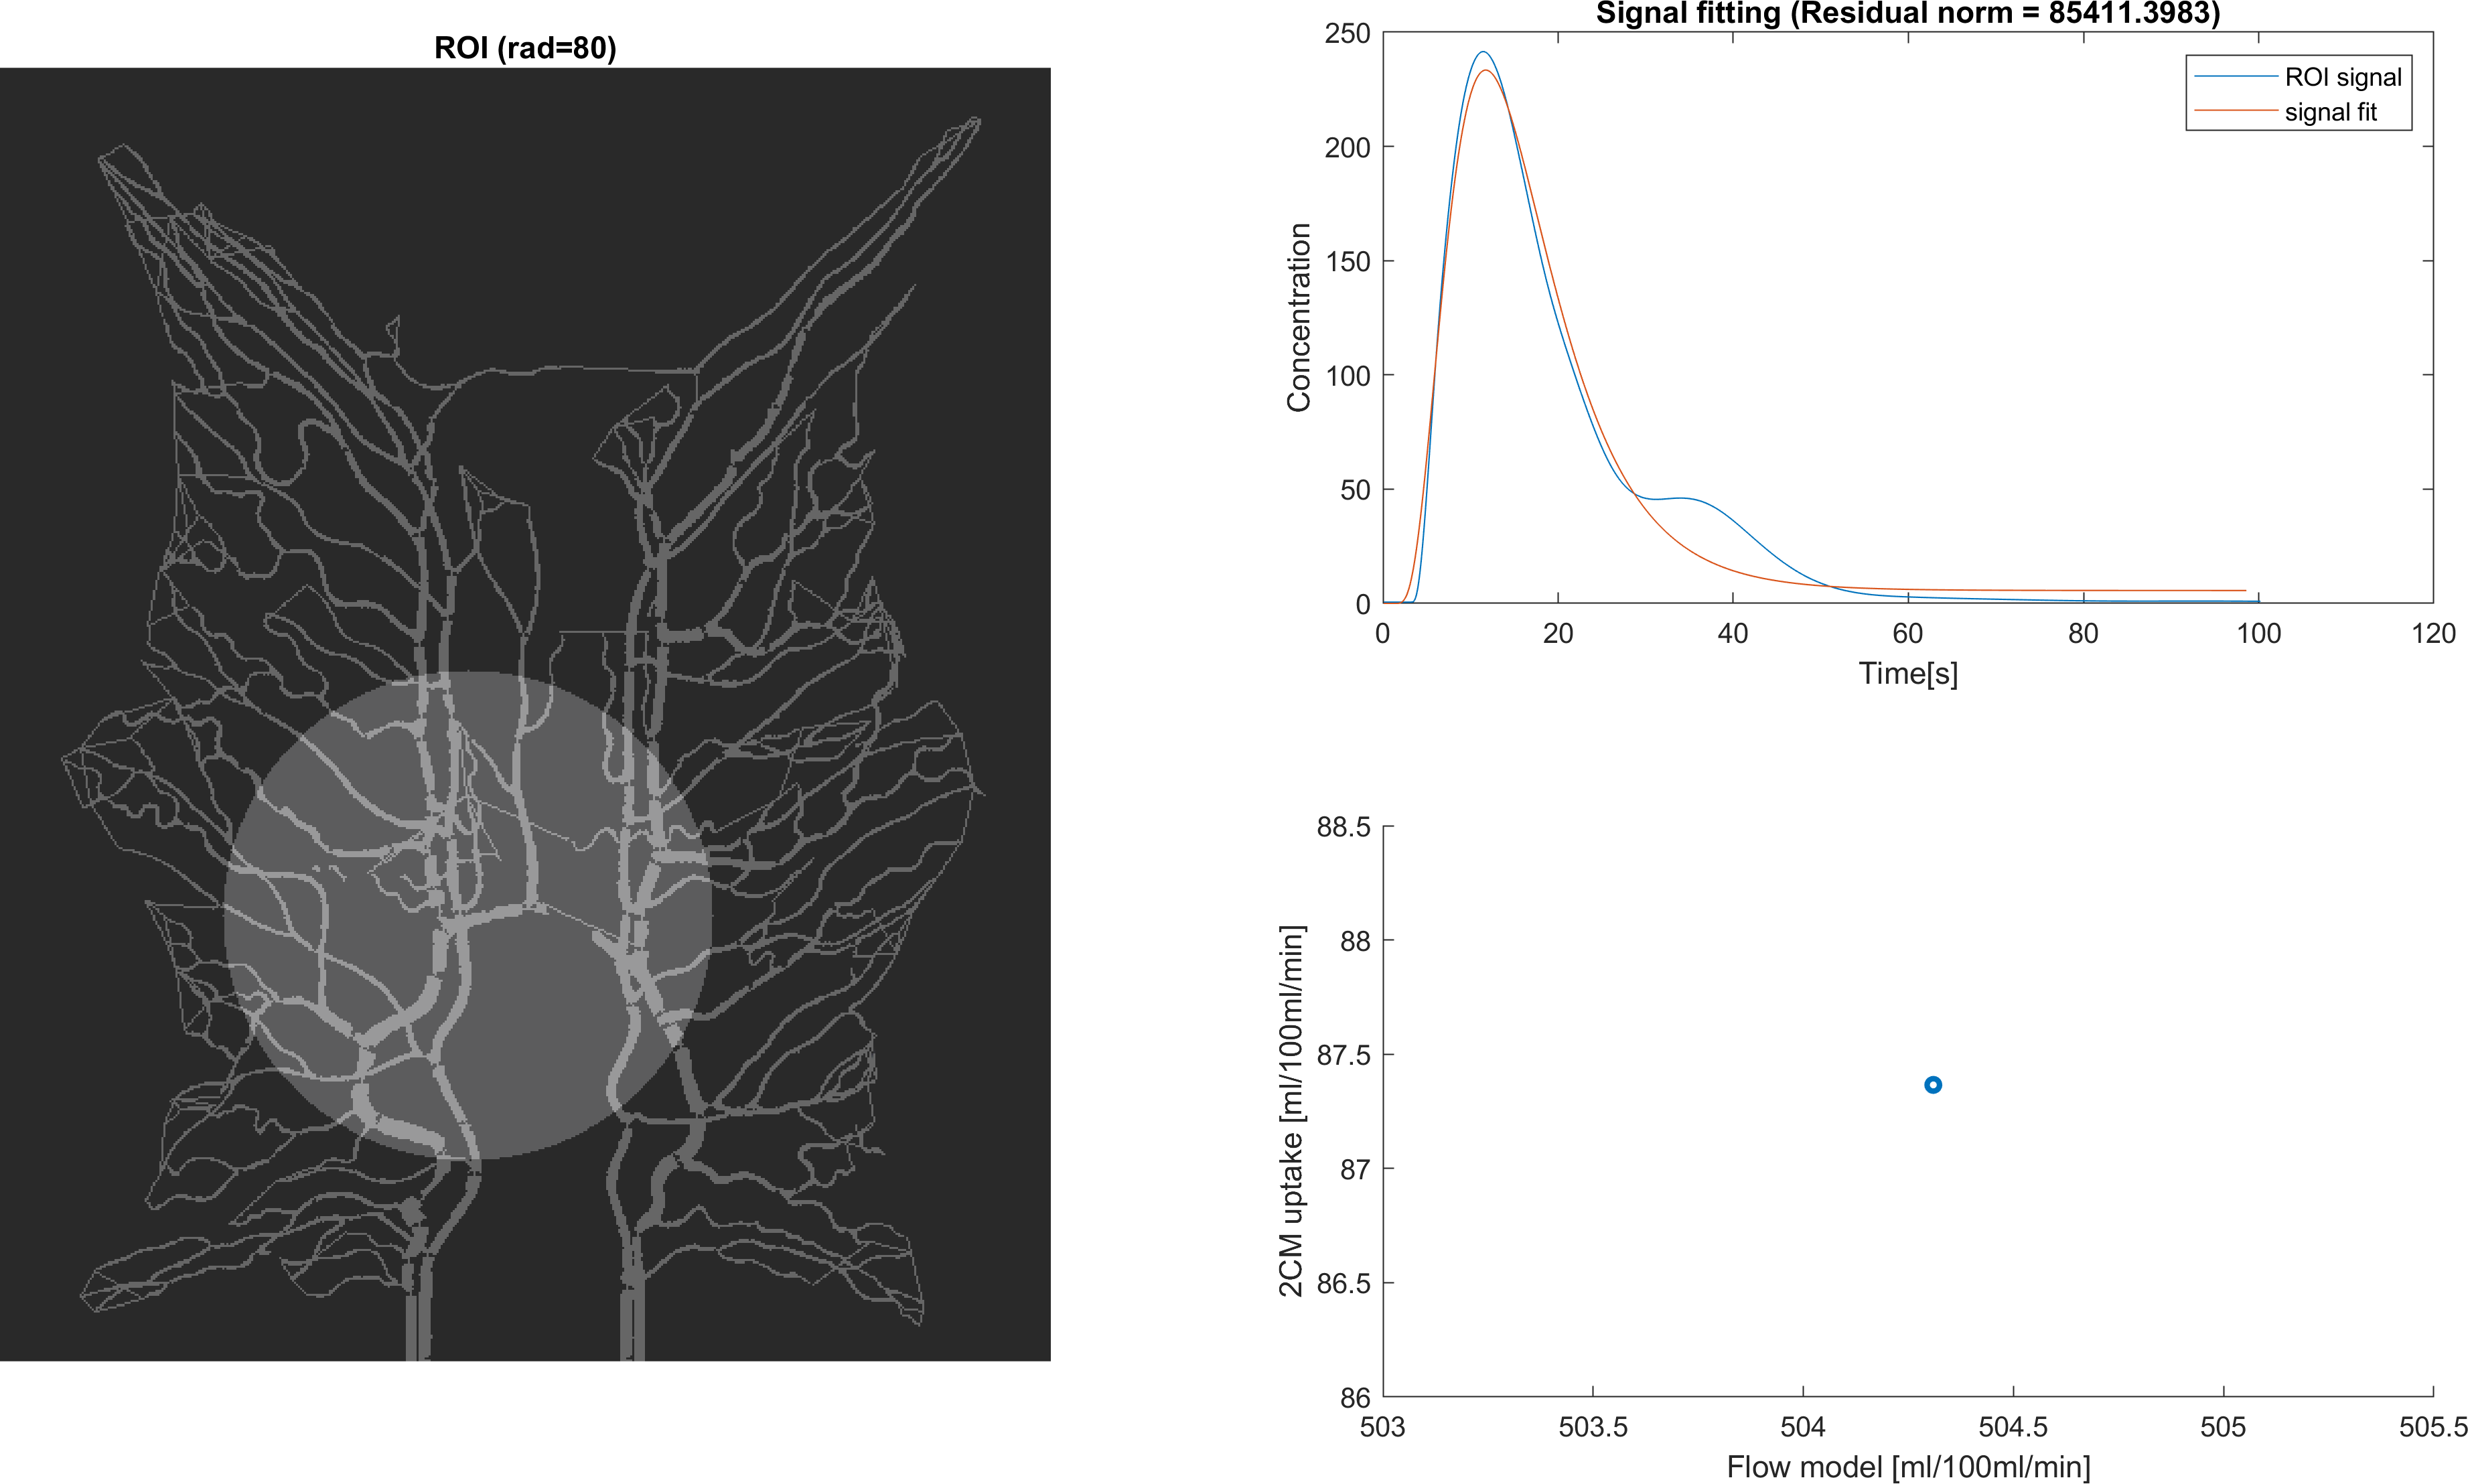 ROI (rad=80)
Signal fitting (Residual norm = 85411.3983)
250
200
150
100
50
0
Concentration
ROI signal
signal fit
0 20 40 60 80 100 120
Time[s]
88.5
88
87.5
87
86.5
86
2CM uptake [ml/100ml/min]
503 503.5 504 504.5 505 505.5
Flow model [ml/100ml/min]